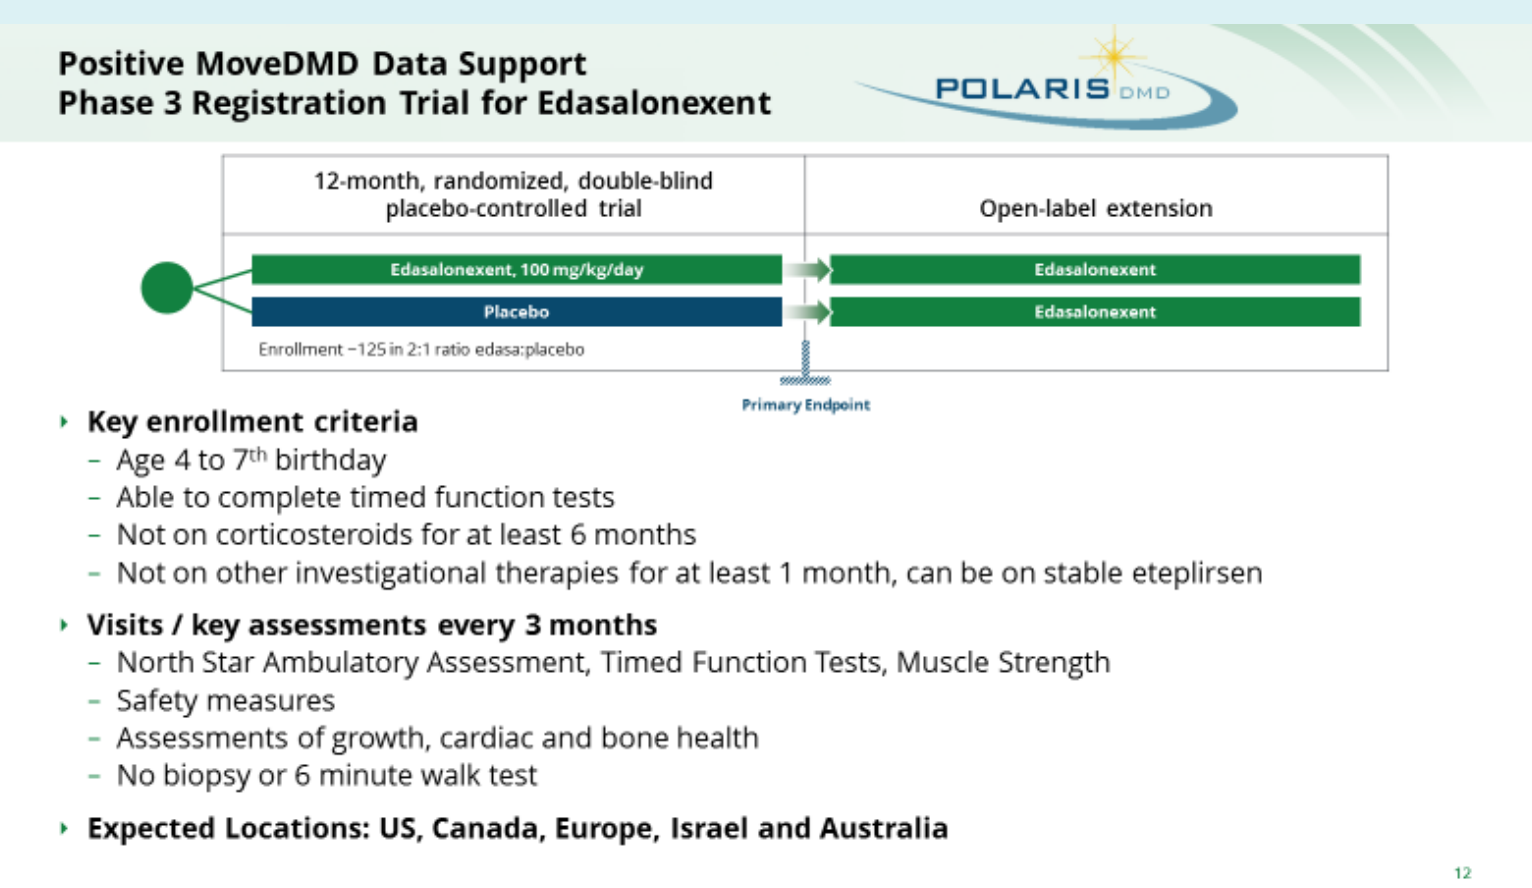 Positive MoveDMD Data Support
Phase 3 Registration Trial for Edasalonexent
POLARIS DMD
12-month, randomized, double-blind
placebo-controlled trial
Open-label extension
Edasalonexent, 100 mg/kg/day
Edasalonexent
Placebo
Edasalonexent
Enrollment ~125 in 2:1 ratio edasa:placebo
Primary Endpoint
Key enrollment criteria
– Age 4 to 7th birthday
– Able to complete timed function tests
– Not on corticosteroids for at least 6 months
– Not on other investigational therapies for at least 1 month, can be on stable eteplirsen
Visits / key assessments every 3 months
– North Star Ambulatory Assessment, Timed Function Tests, Muscle Strength
– Safety measures
– Assessments of growth, cardiac and bone health
– No biopsy or 6 minute walk test
Expected Locations: US, Canada, Europe, Israel and Australia
12